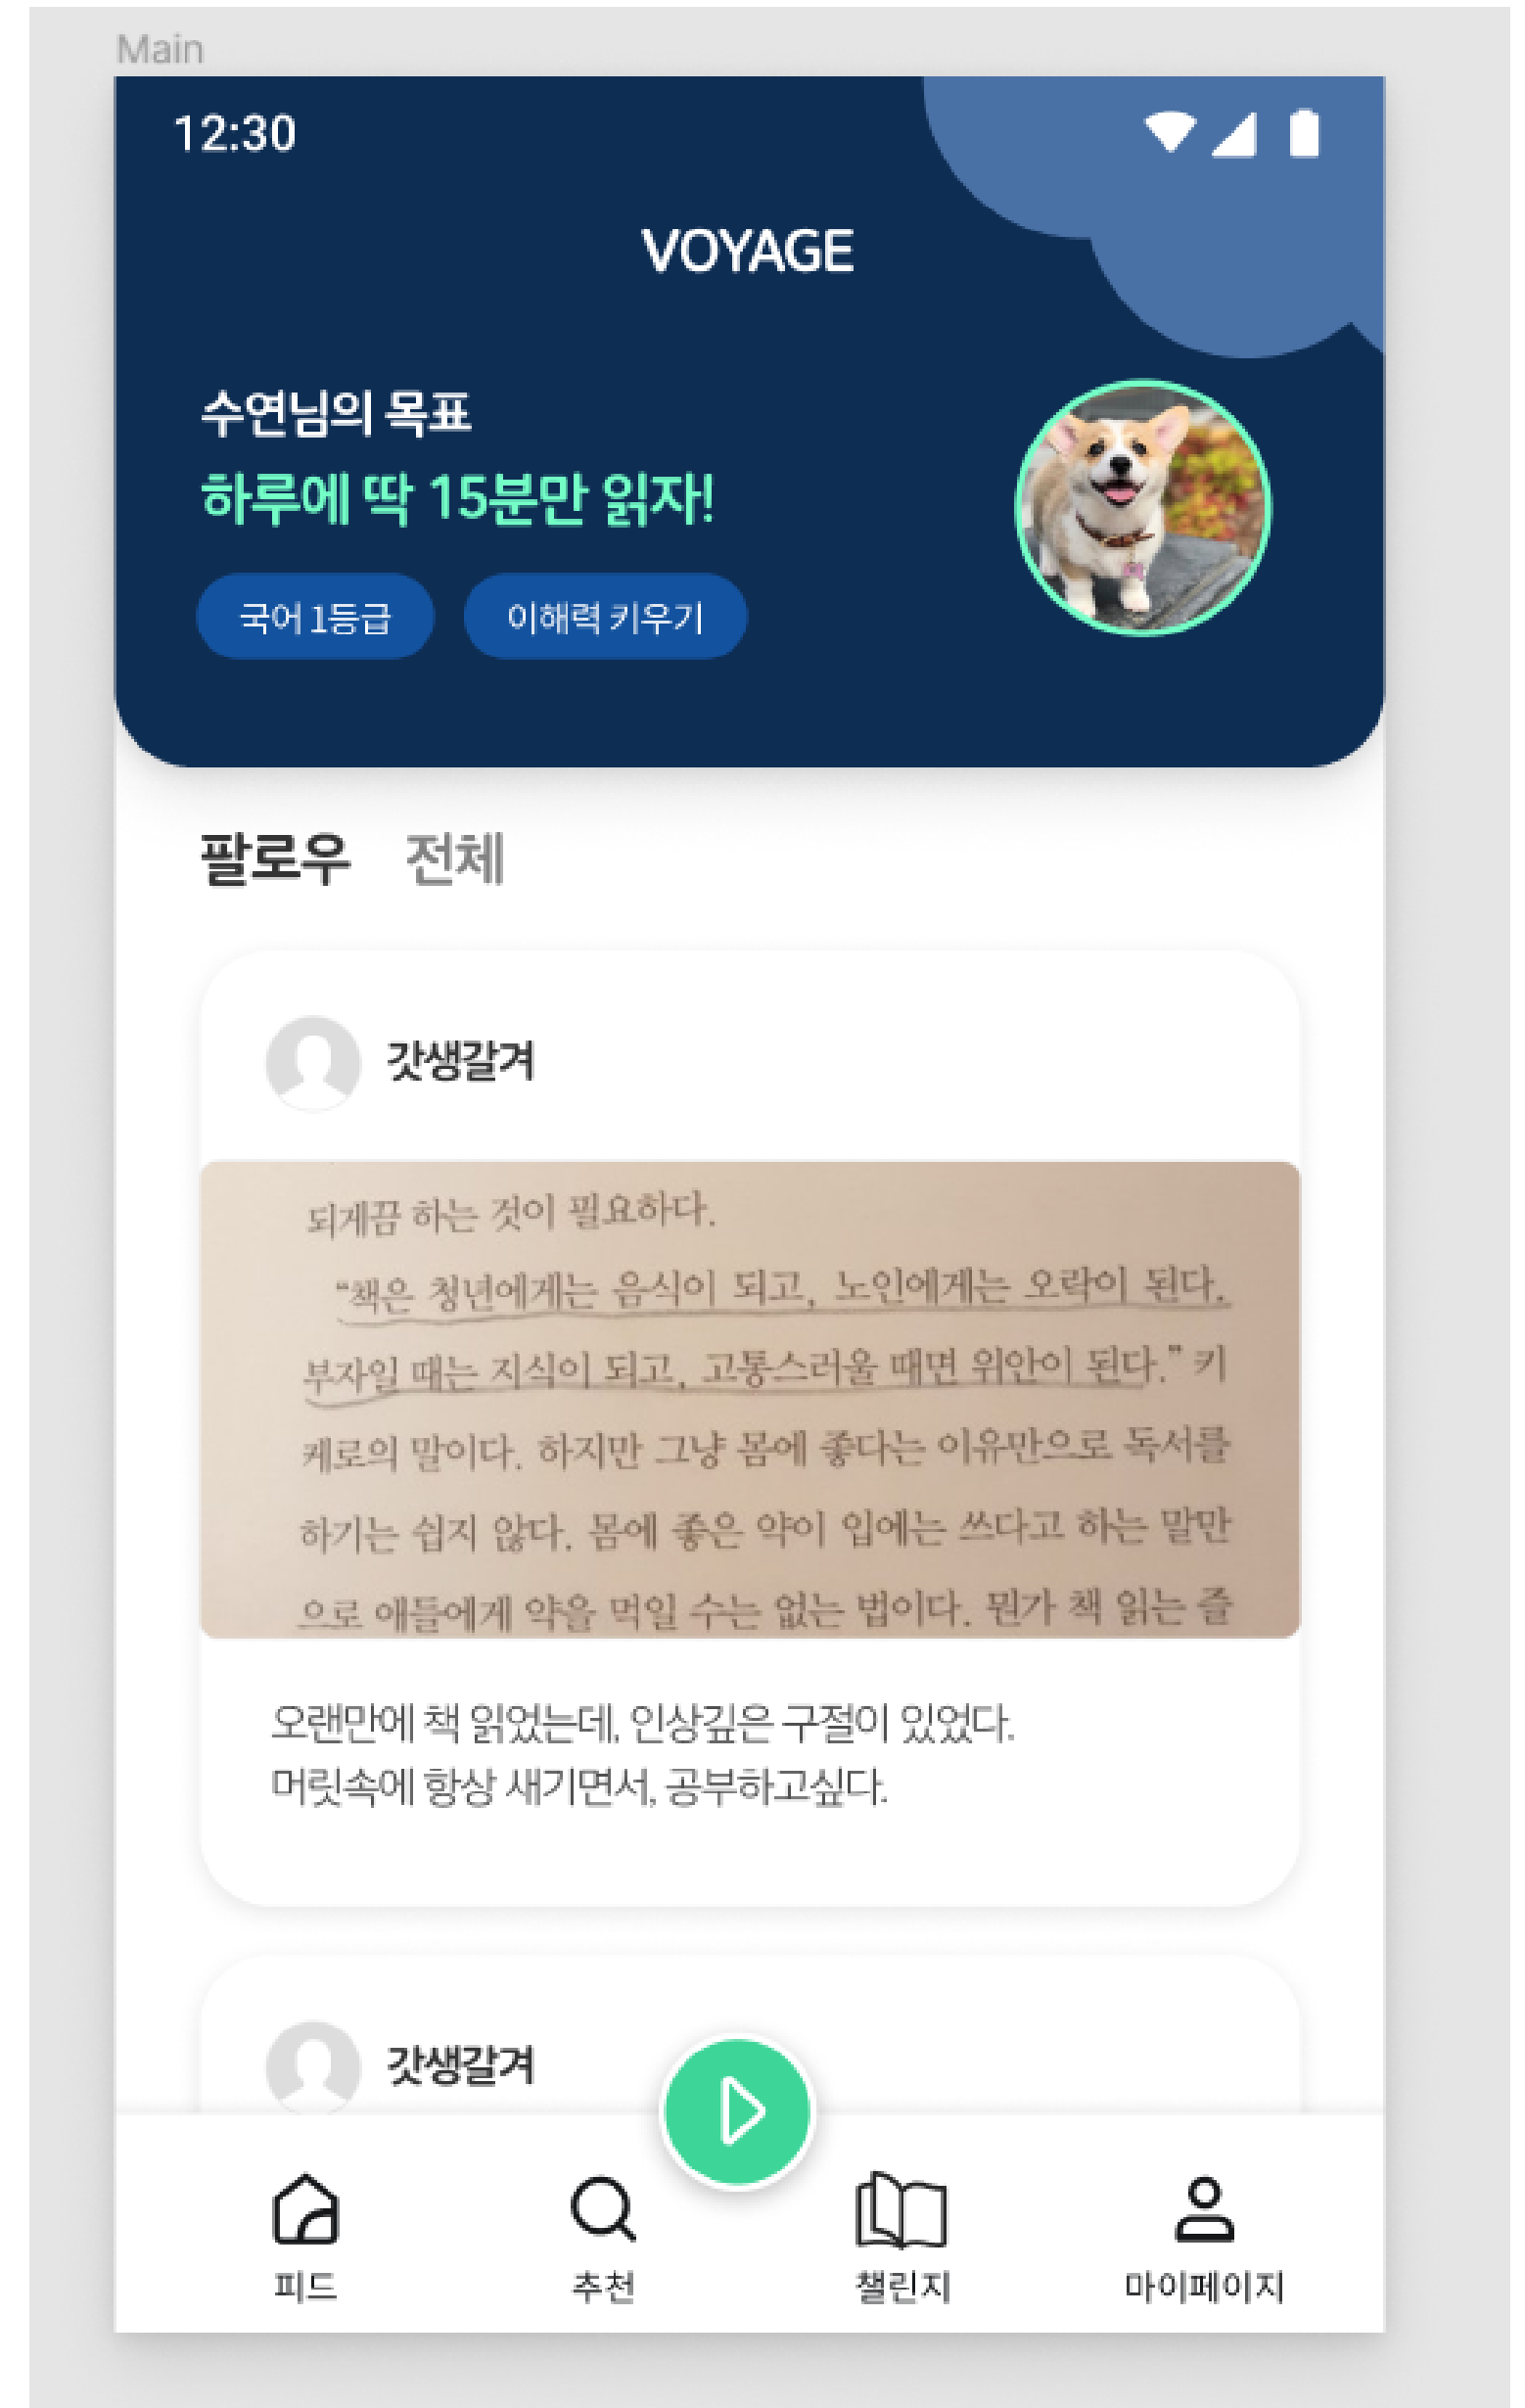 Main
12:30
VOYAGE
수연님의 목표
하루에 딱 15분만 읽자!
국어 1등급 이해력 키우기
팔로우 전체
갓생갈겨
되게끔 하는 것이 필요하다.
“책은 청년에게는 음식이 되고, 노인에게는 오락이 된다.
부자일 때는 지식이 되고, 고통스러울 때면 위안이 된다.” 키
케로의 말이다. 하지만 그냥 몸에 좋다는 이유만으로 독서를
하기는 쉽지 않다. 몸에 좋은 약이 입에는 쓰다고 하는 말만
으로 애들에게 약을 먹일 수는 없는 법이다. 뭔가 책 읽는 즐
오랜만에 책 읽었는데, 인상깊은 구절이 있었다.
머릿속에 항상 새기면서, 공부하고싶다.
갓생갈겨
피드 추천 챌린지 마이페이지